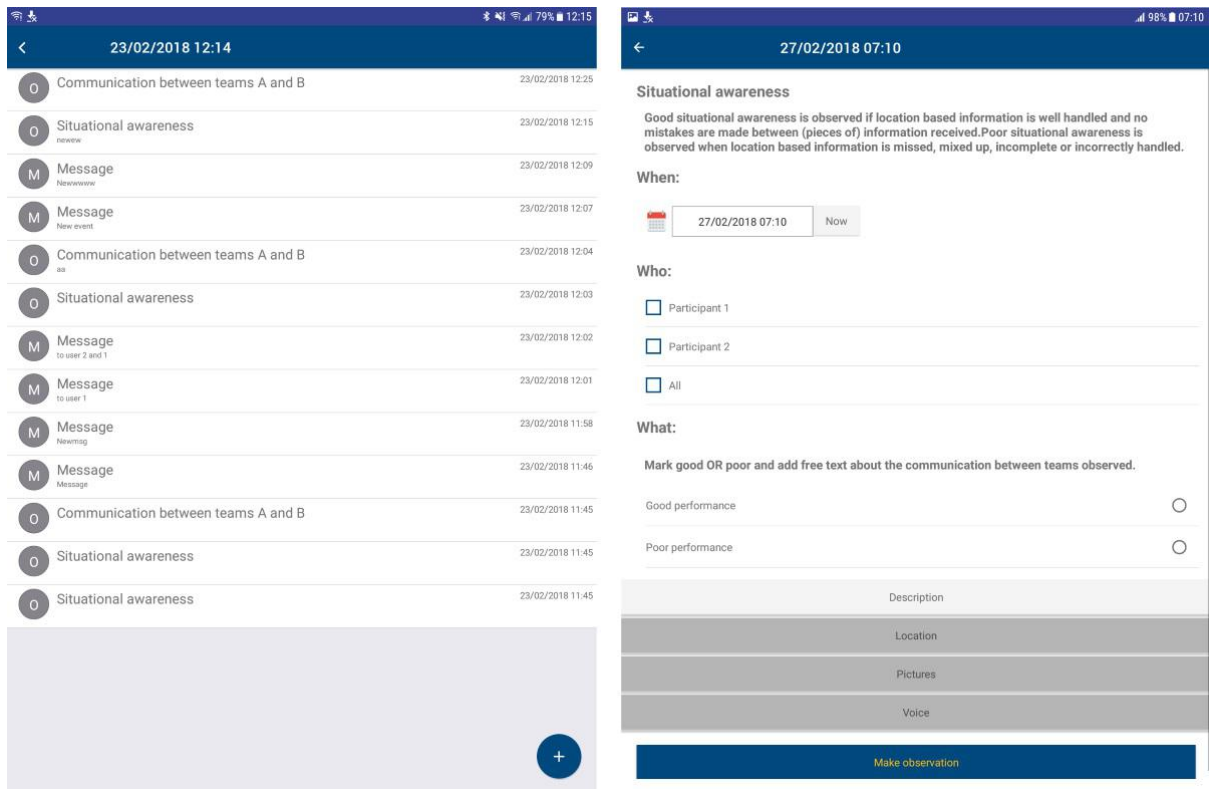 79% 12:15
23/02/2018 12:14
O Communication between teams A and B 23/02/2018 12:25
O Situational awareness 23/02/2018 12:15
newew
M Message 23/02/2018 12:09
Newwwww
M Message 23/02/2018 12:07
New event
O Communication between teams A and B 23/02/2018 12:04
aa
O Situational awareness 23/02/2018 12:03
M Message 23/02/2018 12:02
to user 2 and 1
M Message 23/02/2018 12:01
to user 1
M Message 23/02/2018 11:58
Newmsg
M Message 23/02/2018 11:46
Message
O Communication between teams A and B 23/02/2018 11:45
O Situational awareness 23/02/2018 11:45
O Situational awareness 23/02/2018 11:45
+
98% 07:10
27/02/2018 07:10
Situational awareness
Good situational awareness is observed if location based information is well handled and no
mistakes are made between (pieces of) information received.Poor situational awareness is
observed when location based information is missed, mixed up, incomplete or incorrectly handled.
When:
27/02/2018 07:10 Now
Who:
Participant 1
Participant 2
All
What:
Mark good OR poor and add free text about the communication between teams observed.
Good performance
Poor performance
Description
Location
Pictures
Voice
Make observation